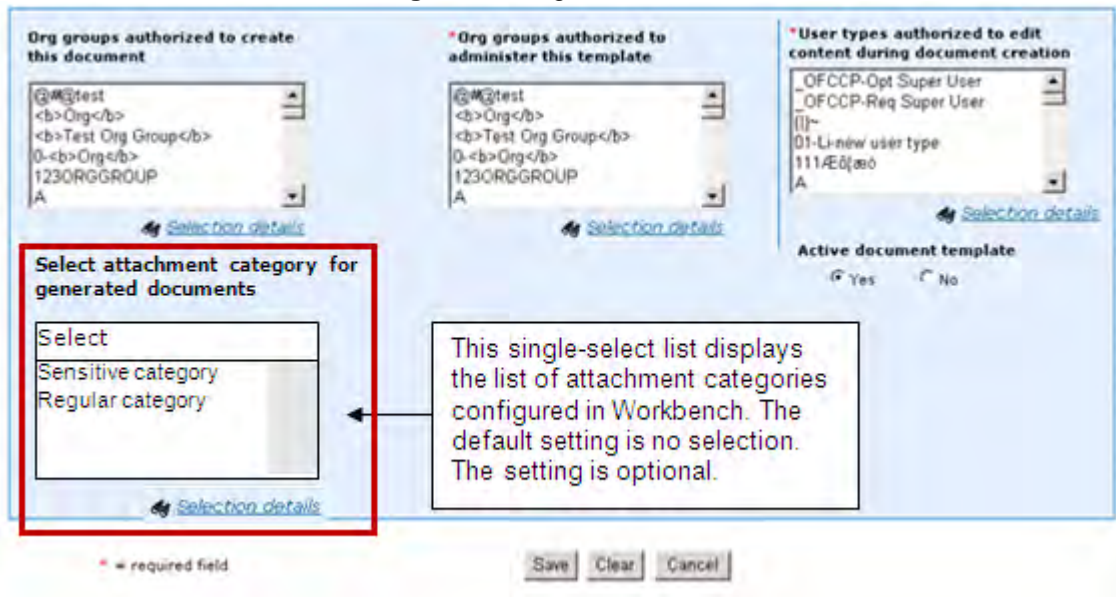 Org groups authorized to create
this document
@#@test
<b>Org</b>
<b>Test Org Group</b>
0-<b>Org</b>
123ORGGROUP
A
Selection details
*Org groups authorized to
administer this template
@#@test
<b>Org</b>
<b>Test Org Group</b>
0-<b>Org</b>
123ORGGROUP
A
Selection details
*User types authorized to edit
content during document creation
_OFCCP-Opt Super User
_OFCCP-Req Super User
01-Li-new user type
A
Selection details
Active document template
Yes No
Select attachment category for
generated documents
Select
Sensitive category
Regular category
Selection details
This single-select list displays
the list of attachment categories
configured in Workbench. The
default setting is no selection.
The setting is optional.
* = required field
Save Clear Cancel